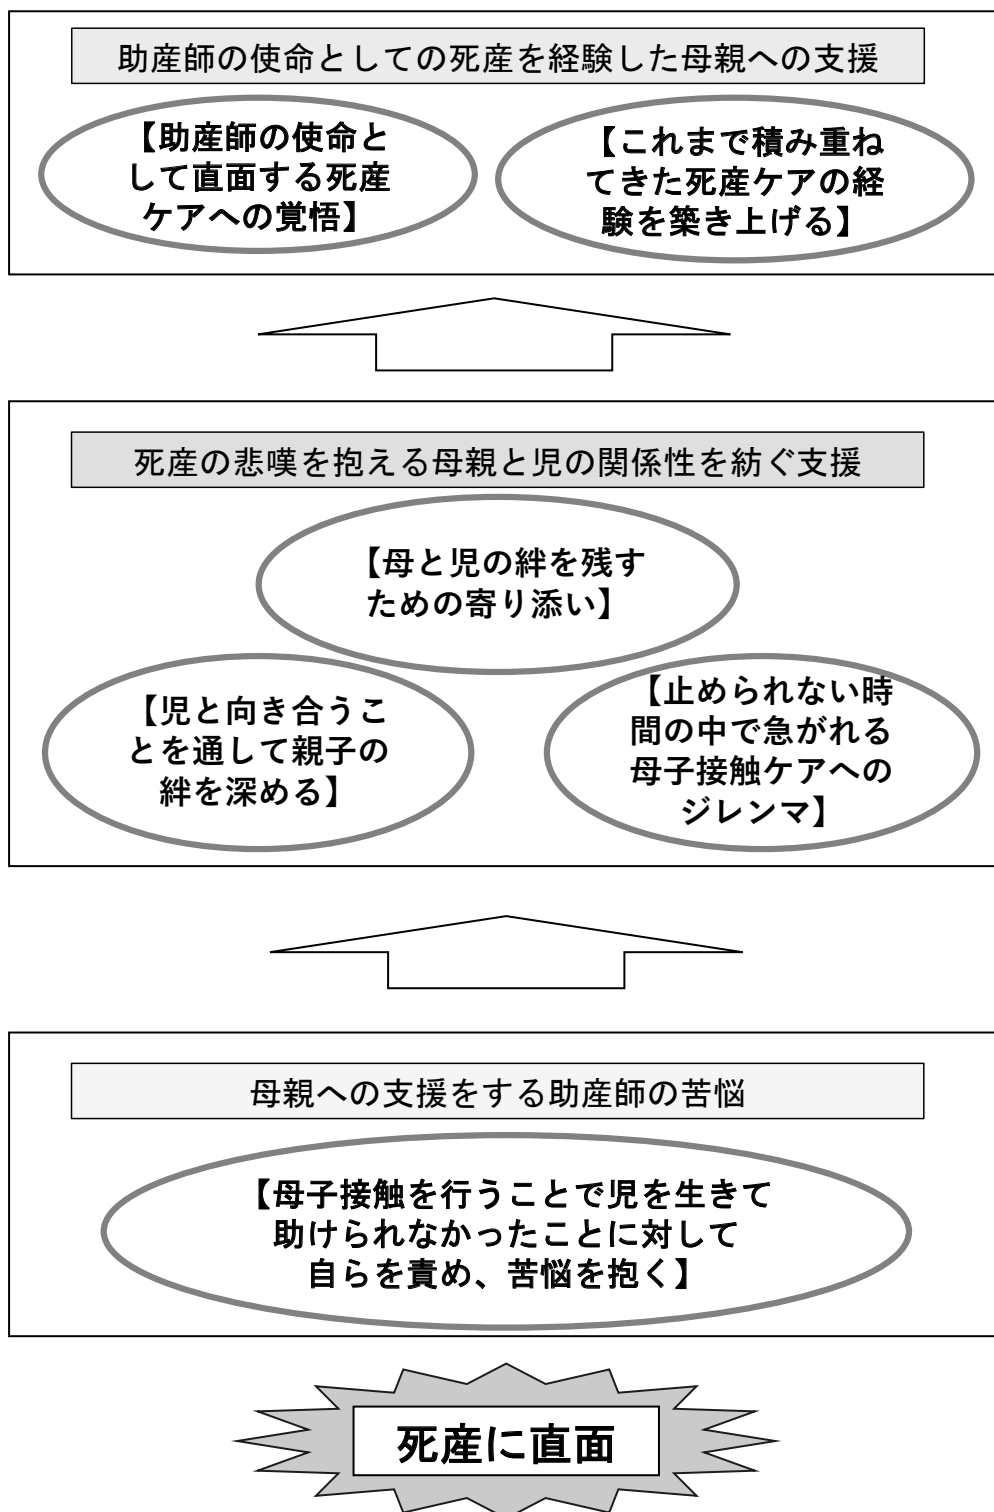 助産師の使命としての死産を経験した母親への支援
【助産師の使命と
して直面する死産
ケアへの覚悟】
【これまで積み重ね
てきた死産ケアの経
験を築き上げる】
死産の悲嘆を抱える母親と児の関係性を紡ぐ支援
【母と児の絆を残す
ための寄り添い】
【児と向き合うこ
とを通して親子の
絆を深める】
【止められない時
間の中で急がれる
母子接触ケアへの
ジレンマ】
母親への支援をする助産師の苦悩
【母子接触を行うことで児を生きて
助けられなかったことに対して
自らを責め、苦悩を抱く】
死産に直面